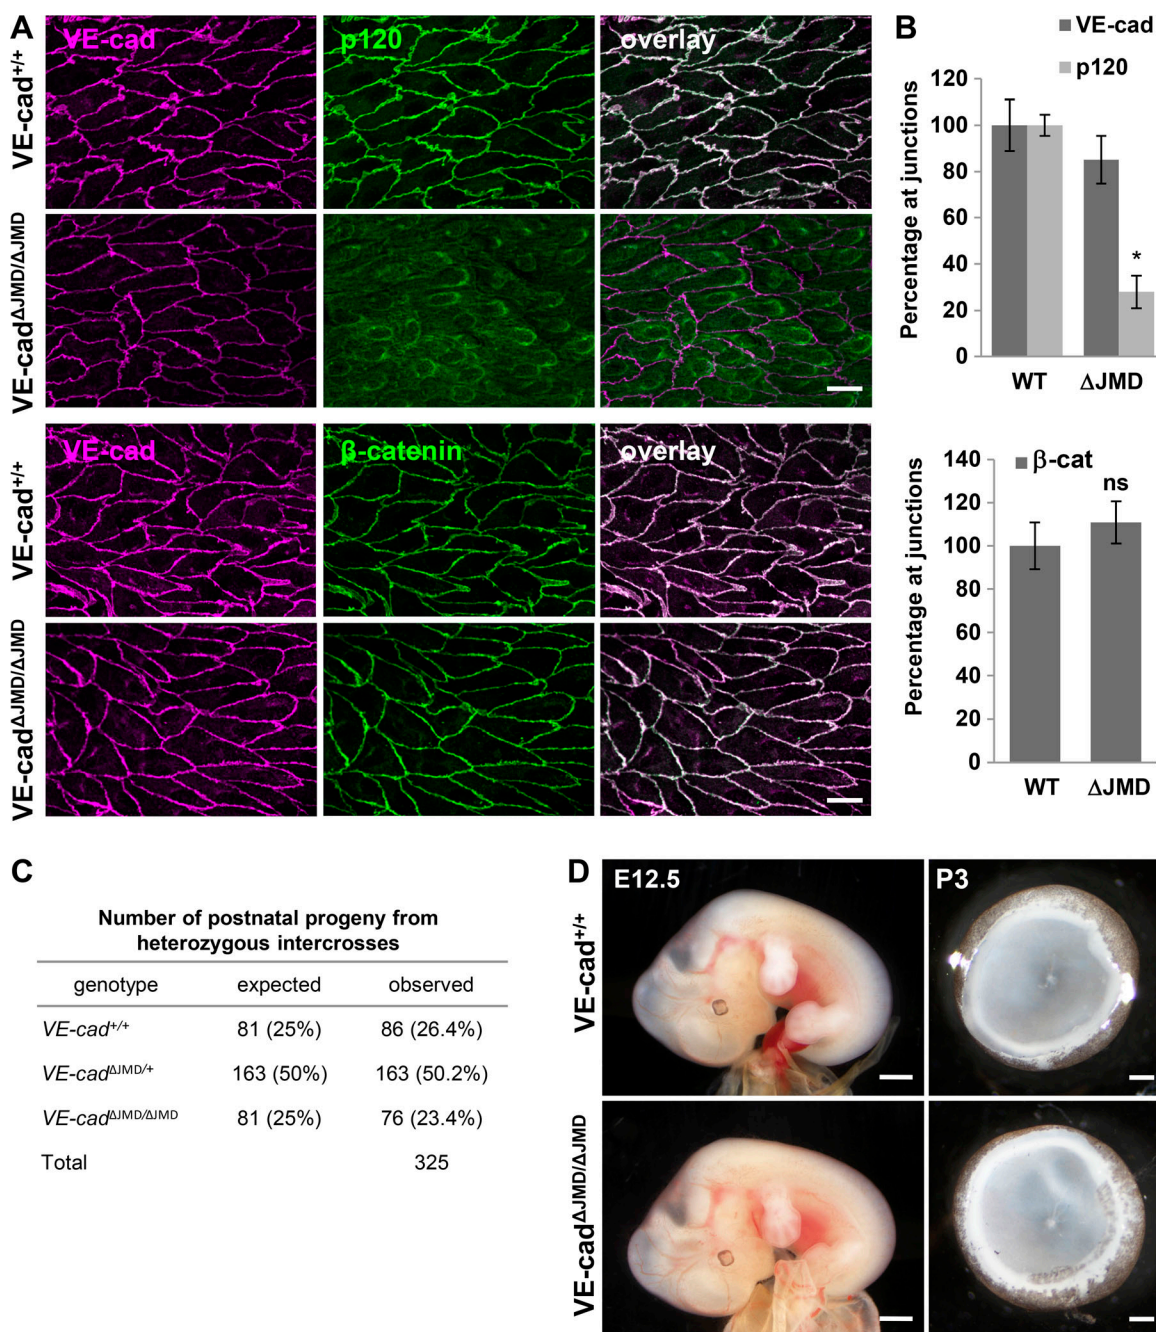 A
VE-cad
p120
overlay
VE-cad+/+
VE-cadΔJMD/ΔJMD
VE-cad
β-catenin
overlay
VE-cad+/+
VE-cadΔJMD/ΔJMD
B
VE-cad
p120
Percentage at junctions
120
100
80
60
40
20
0
*
WT ΔJMD
β-cat
ns
Percentage at junctions
140
120
100
80
60
40
20
0
WT ΔJMD
C
Number of postnatal progeny from
heterozygous intercrosses
genotype expected observed
VE-cad+/+ 81 (25%) 86 (26.4%)
VE-cadΔJMD/+ 163 (50%) 163 (50.2%)
VE-cadΔJMD/ΔJMD 81 (25%) 76 (23.4%)
Total 325
D
E12.5
P3
VE-cad+/+
VE-cadΔJMD/ΔJMD